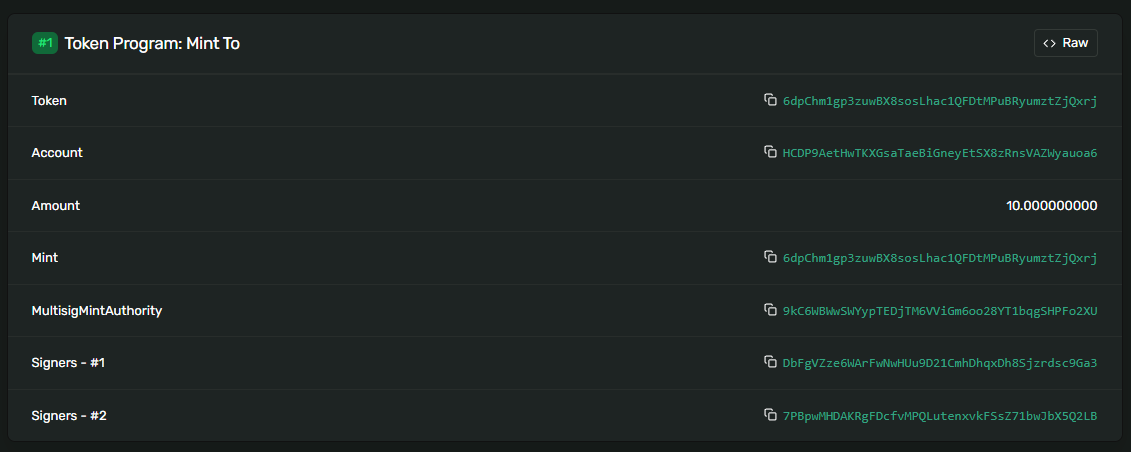 #1 Token Program: Mint To
<> Raw
Token 6dpChm1gp3zuwBX8sosLhac1QFDtMPuBRyumztZjQxrj
Account HCDP9AetHwTKXGsaTaeBiGneyEtSX8zRnsVAZWyauoa6
Amount 10.000000000
Mint 6dpChm1gp3zuwBX8sosLhac1QFDtMPuBRyumztZjQxrj
MultisigMintAuthority 9kC6WBWwSWYypTEDjTM6VViGm6oo28YT1bqgSHPFo2XU
Signers - #1 DbFgVZze6WArFwNwHUu9D21CmhDhqxDh8Sjzrdsc9Ga3
Signers - #2 7PBpwMHDAKRgFDcfvMPQLutenxvkFSsZ71bwJbX5Q2LB